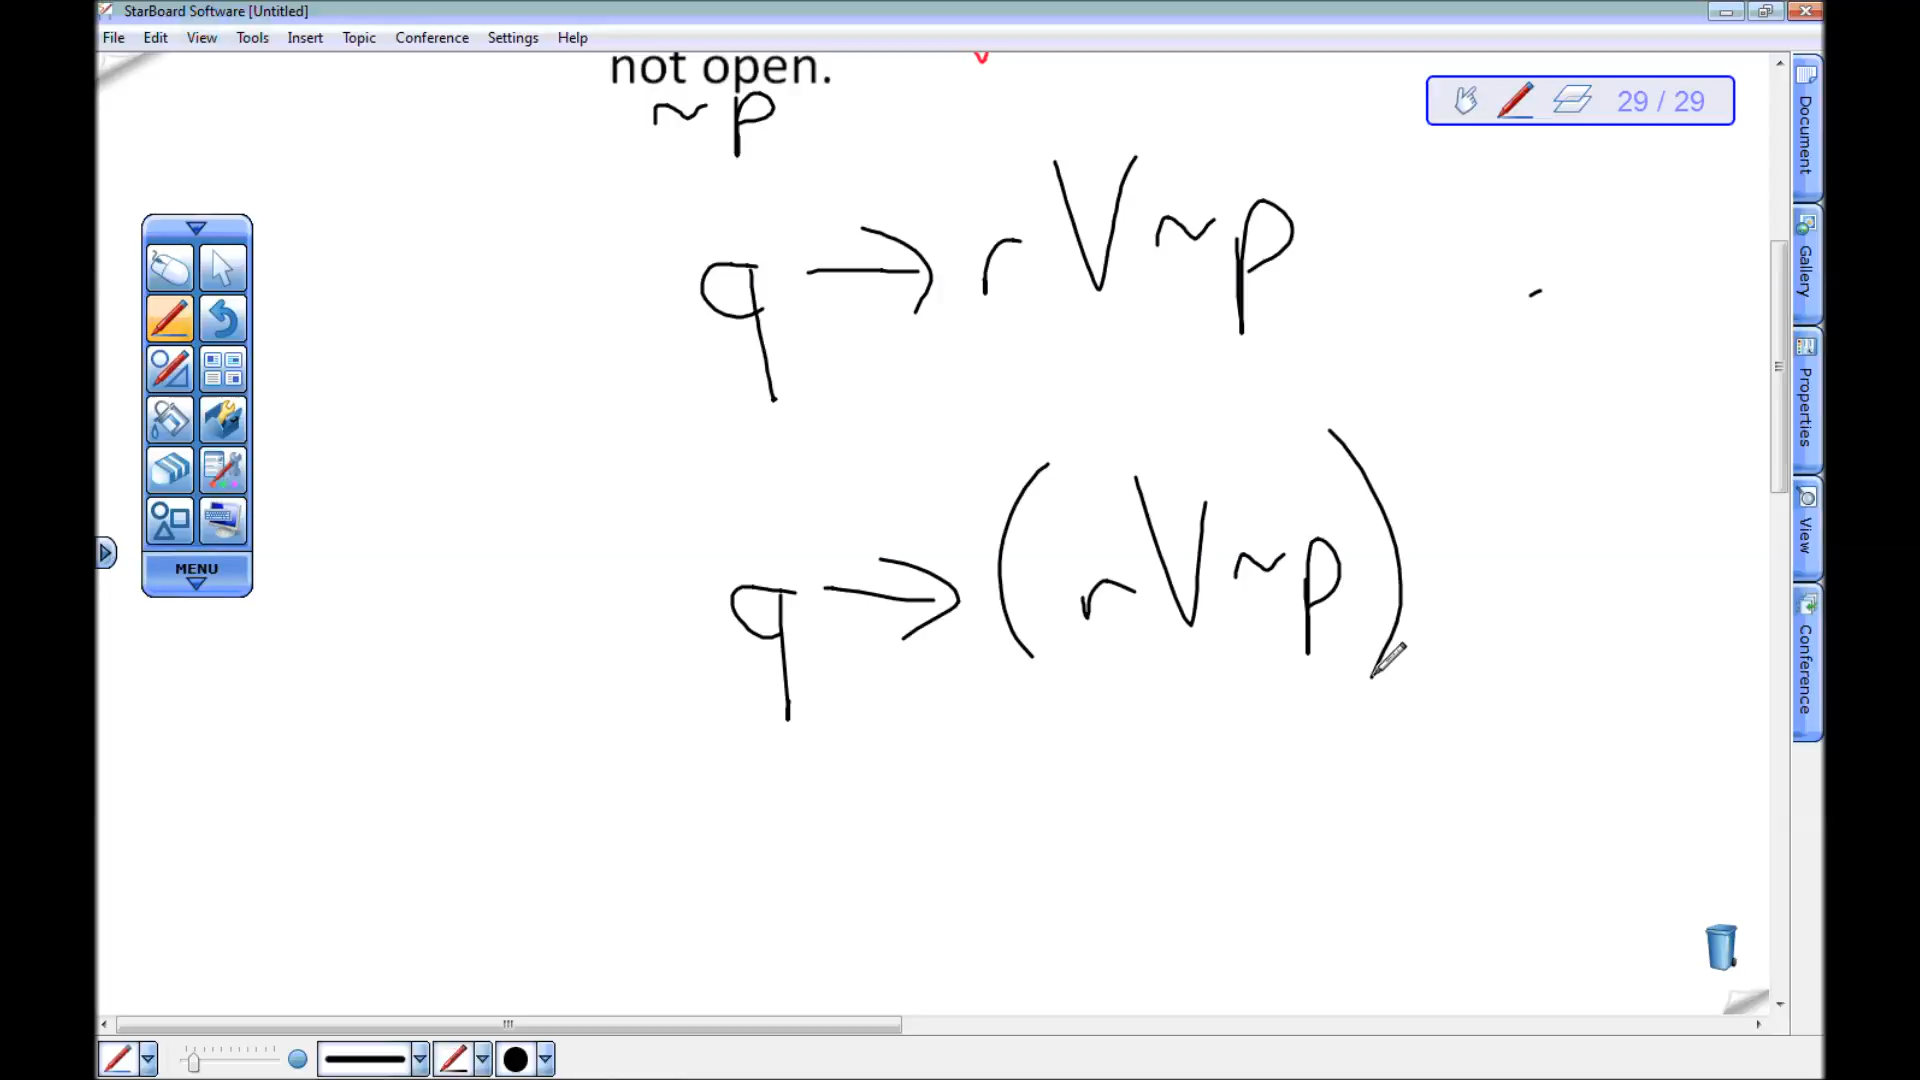 StarBoard Software [Untitled]
File Edit View Tools Insert Topic Conference Settings Help
not open.
~ p
29 / 29
q → r V ~ p
q → ( r V ~ p )
MENU
Document
Gallery
Properties
View
Conference